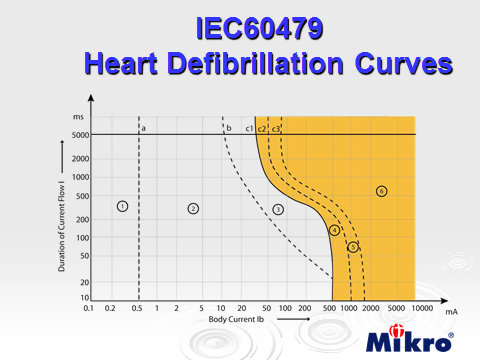 IEC60479
Heart Defibrillation Curves
ms
a
b
c1
c2
c3
5000
2000
1000
500
200
100
50
20
10
Duration of Current Flow I
1
2
3
4
5
6
0.1 0.2 0.5 1 2 5 10 20 50 100 200 500 1000 2000 5000 10000
mA
Body Current Ib
Mikro®